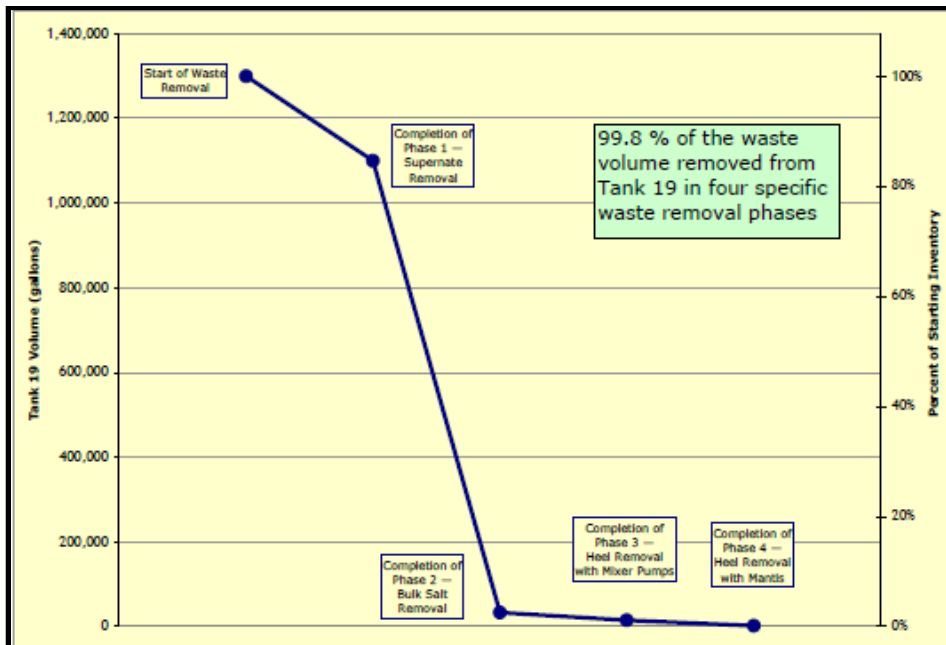 1,400,000
1,200,000
1,000,000
800,000
600,000
400,000
200,000
0
Tank 19 Volume (gallons)
Start of Waste
Removal
Completion of
Phase 1 —
Supernate
Removal
99.8 % of the waste
volume removed from
Tank 19 in four specific
waste removal phases
Completion of
Phase 2 —
Bulk Salt
Removal
Completion of
Phase 3 —
Heel Removal
with Mixer Pumps
Completion of
Phase 4 —
Heel Removal
with Mantis
100%
80%
60%
40%
20%
0%
Percent of Starting Inventory